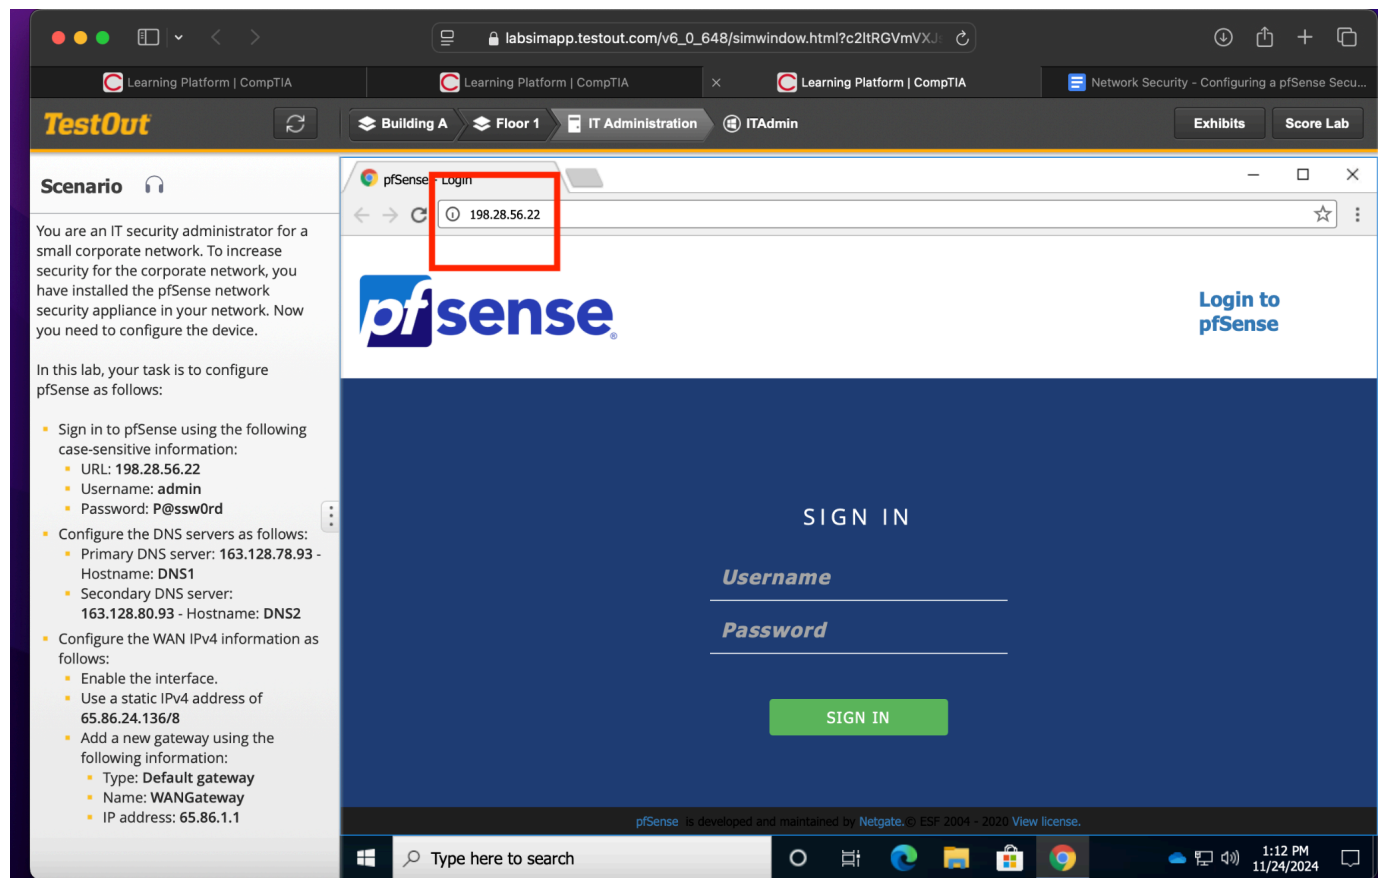 labsimapp.testout.com/v6_0_648/simwindow.html?c2ltRGVmVXJ
Learning Platform | CompTIA
Learning Platform | CompTIA
Learning Platform | CompTIA
Network Security - Configuring a pfSense Secu...
TestOut
Building A
Floor 1
IT Administration
ITAdmin
Exhibits
Score Lab
Scenario
You are an IT security administrator for a
small corporate network. To increase
security for the corporate network, you
have installed the pfSense network
security appliance in your network. Now
you need to configure the device.
In this lab, your task is to configure
pfSense as follows:
Sign in to pfSense using the following
case-sensitive information:
URL: 198.28.56.22
Username: admin
Password: P@ssw0rd
Configure the DNS servers as follows:
Primary DNS server: 163.128.78.93 -
Hostname: DNS1
Secondary DNS server:
163.128.80.93 - Hostname: DNS2
Configure the WAN IPv4 information as
follows:
Enable the interface.
Use a static IPv4 address of
65.86.24.136/8
Add a new gateway using the
following information:
Type: Default gateway
Name: WANGateway
IP address: 65.86.1.1
pfSense - Login
198.28.56.22
pfsense®
Login to
pfSense
SIGN IN
Username
Password
SIGN IN
pfSense is developed and maintained by Netgate. © ESF 2004 - 2020 View license.
Type here to search
1:12 PM
11/24/2024